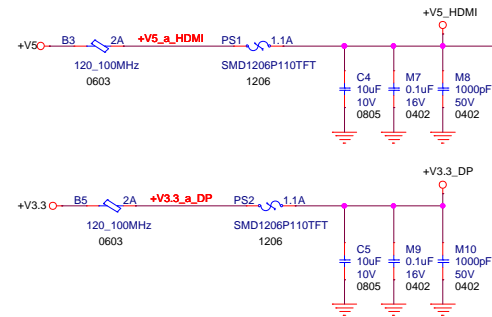 +V5_HDMI
+V5 B3 2A +V5_a_HDMI PS1 1.1A
120_100MHz SMD1206P110TFT
0603 1206
C4 M7 M8
10uF 0.1uF 1000pF
10V 16V 50V
0805 0402 0402
+V3.3_DP
+V3.3 B5 2A +V3.3_a_DP PS2 1.1A
120_100MHz SMD1206P110TFT
0603 1206
C5 M9 M10
10uF 0.1uF 1000pF
10V 16V 50V
0805 0402 0402